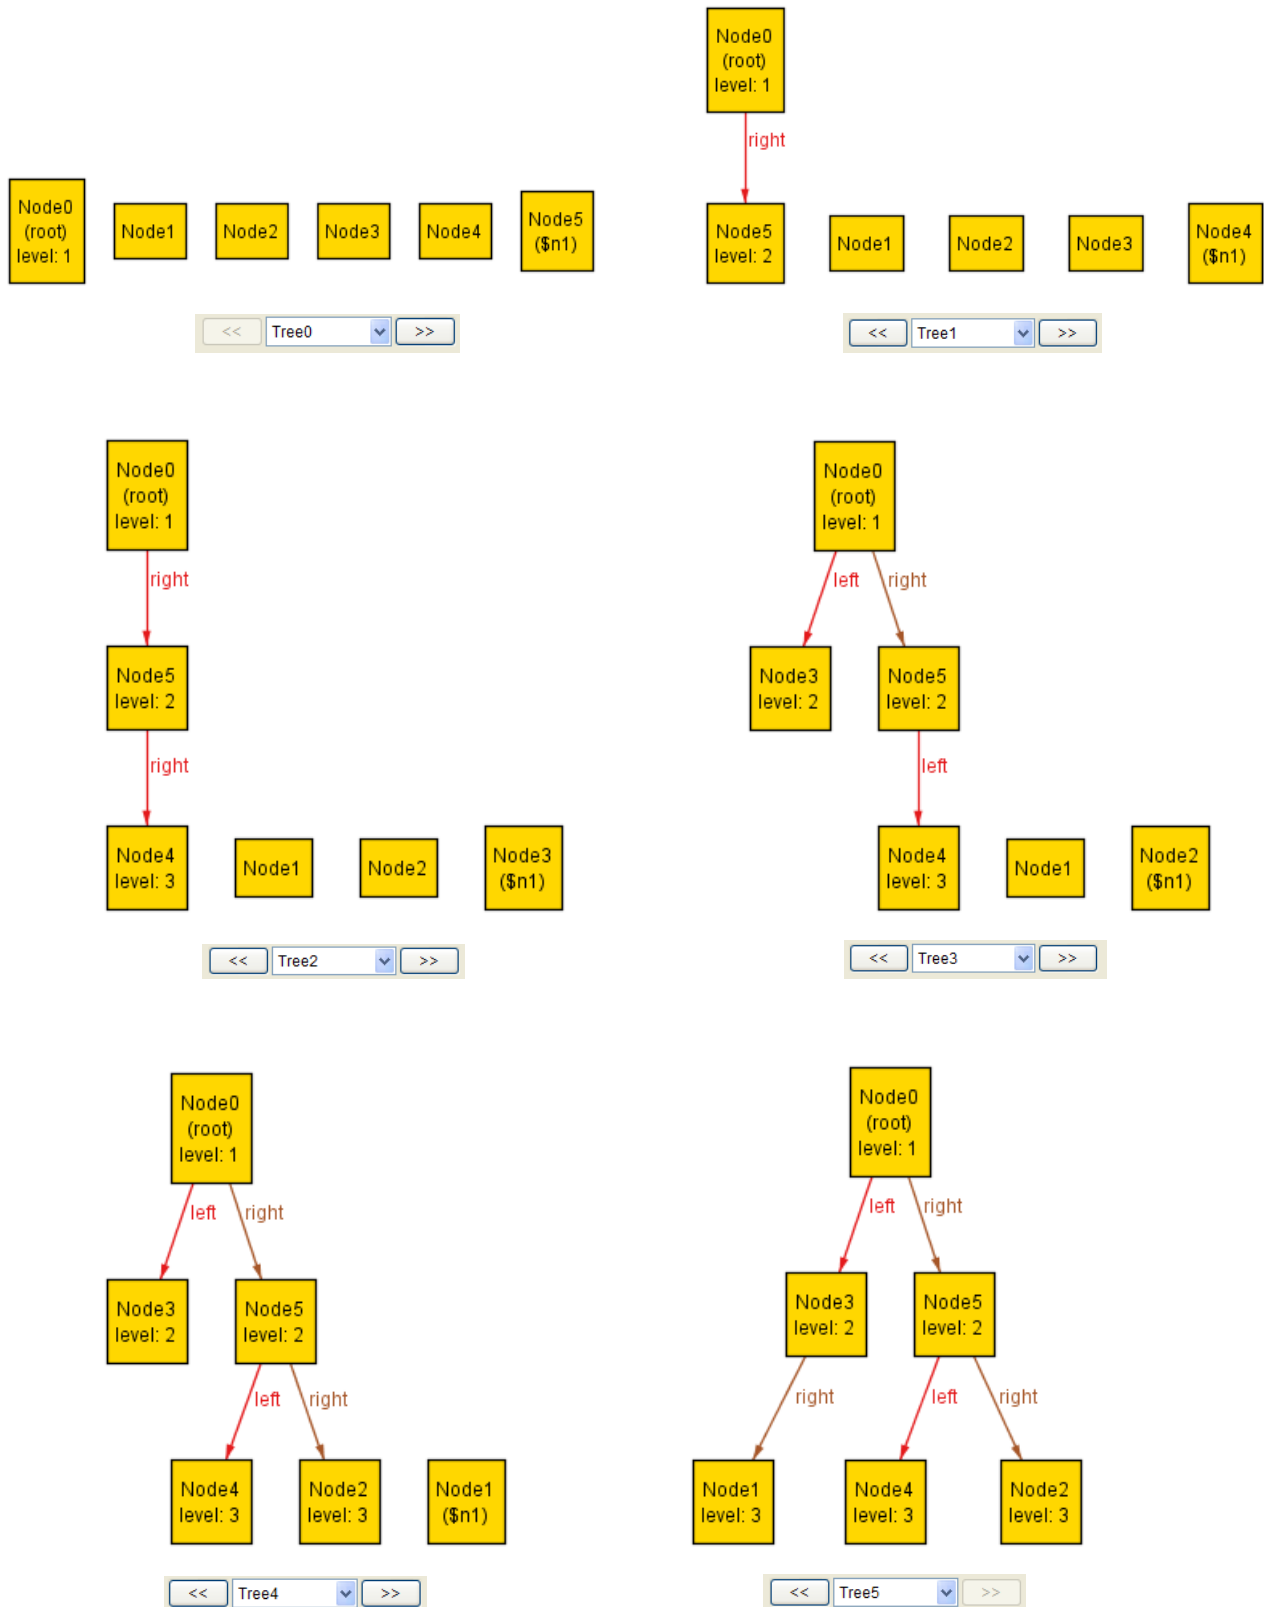 Node0
(root)
level: 1
Node1
Node2
Node3
Node4
Node5
($n1)
<< Tree0 >>
Node0
(root)
level: 1
right
Node5
level: 2
Node1
Node2
Node3
Node4
($n1)
<< Tree1 >>
Node0
(root)
level: 1
right
Node5
level: 2
right
Node4
level: 3
Node1
Node2
Node3
($n1)
<< Tree2 >>
Node0
(root)
level: 1
left
right
Node3
level: 2
Node5
level: 2
left
Node4
level: 3
Node1
Node2
($n1)
<< Tree3 >>
Node0
(root)
level: 1
left
right
Node3
level: 2
Node5
level: 2
left
right
Node4
level: 3
Node2
level: 3
Node1
($n1)
<< Tree4 >>
Node0
(root)
level: 1
left
right
Node3
level: 2
Node5
level: 2
right
left
right
Node1
level: 3
Node4
level: 3
Node2
level: 3
<< Tree5 >>